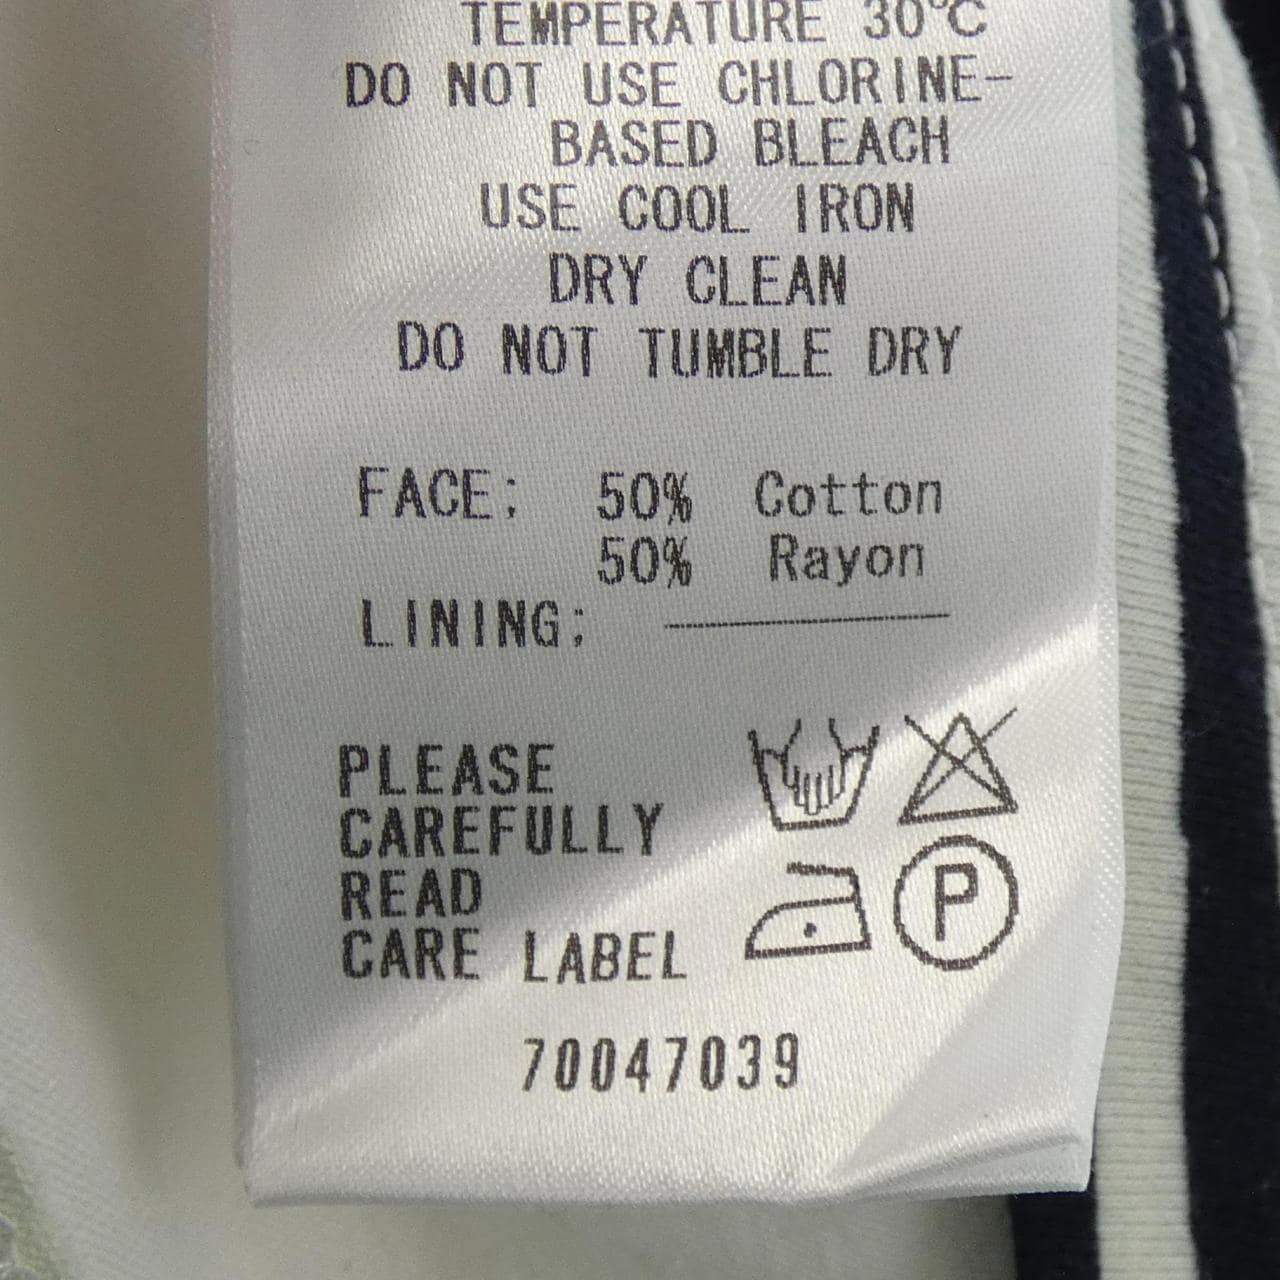 TEMPERATURE 30°C
DO NOT USE CHLORINE-
BASED BLEACH
USE COOL IRON
DRY CLEAN
DO NOT TUMBLE DRY
FACE: 50% Cotton
50% Rayon
LINING:
PLEASE
CAREFULLY
READ
CARE LABEL
P
70047039